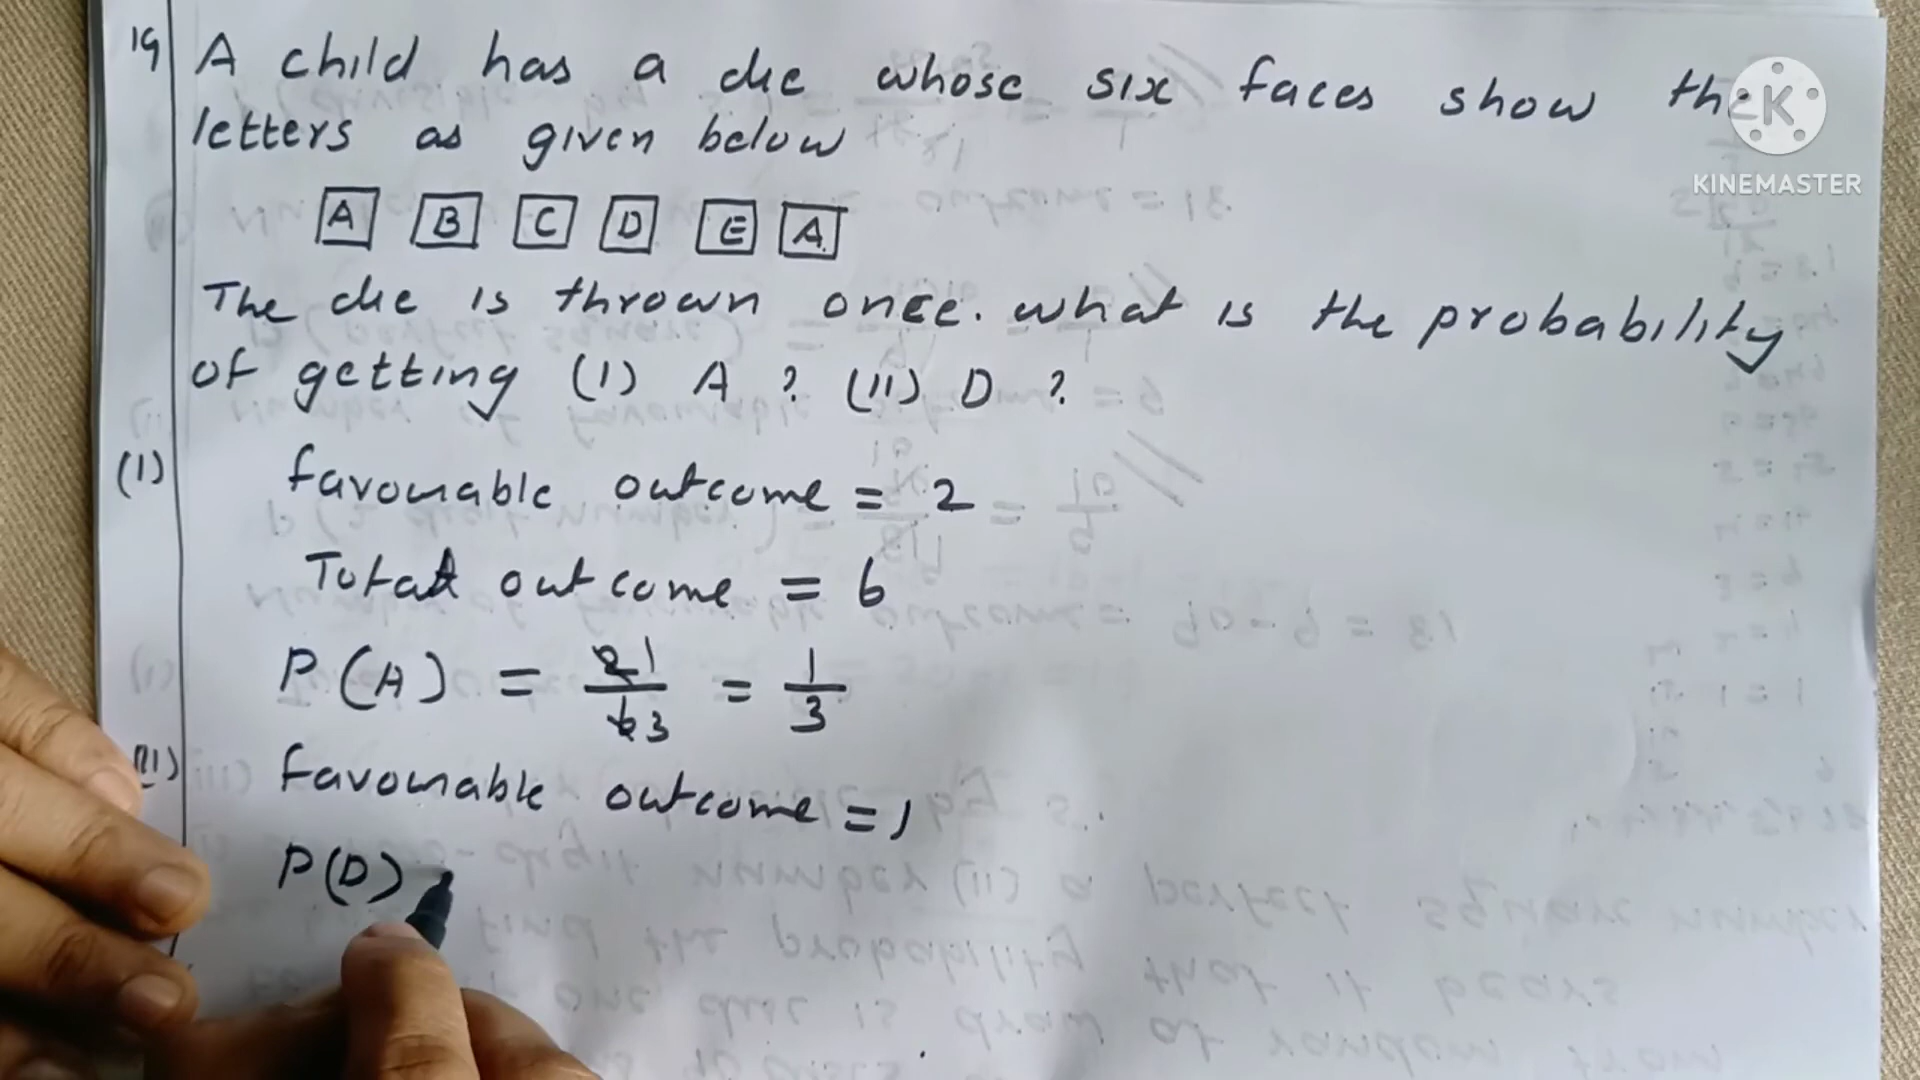 19 A child has a die whose six faces show the
letters as given below
A B C D E A
The die is thrown once. what is the probability
of getting (I) A ? (II) D ?
(I) favourable outcome = 2
Total outcome = 6
P(A) = 2 1 / 6 3 = 1/3
(II) favourable outcome = 1
P(D)
KINEMASTER